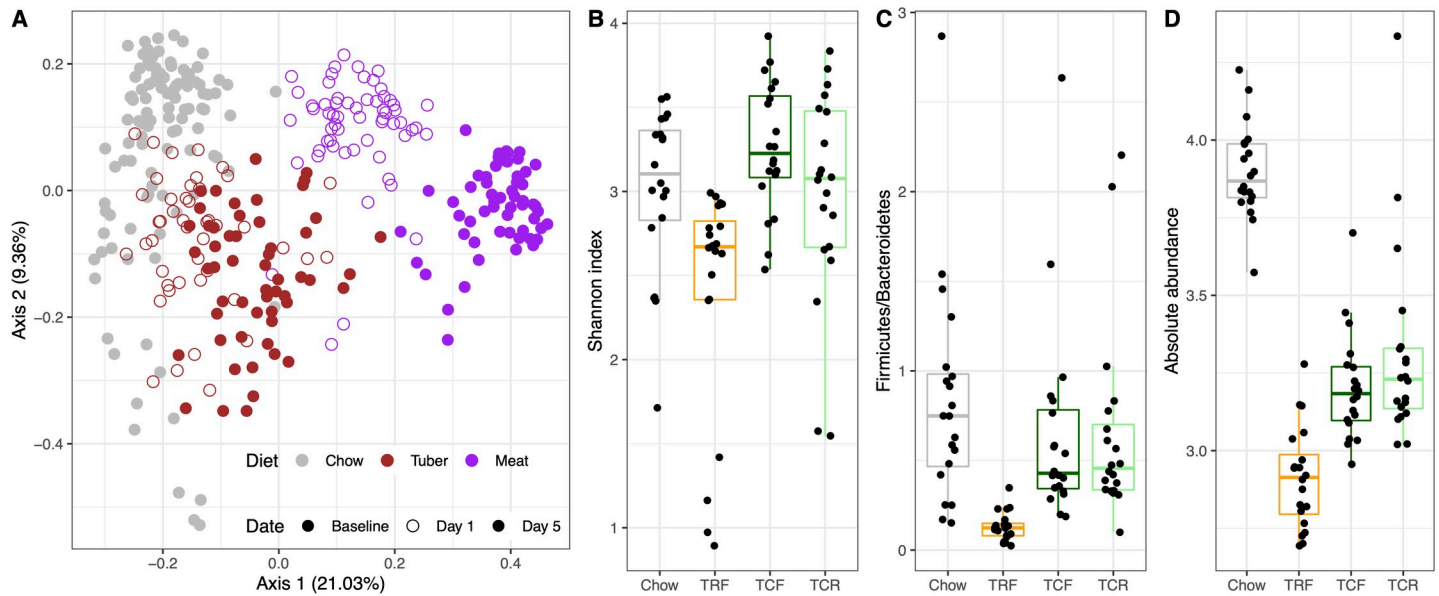 A
Axis 2 (9.36%)
0.2
0.0
−0.2
−0.4
Diet Chow Tuber Meat
Date Baseline Day 1 Day 5
−0.2 0.0 0.2 0.4
Axis 1 (21.03%)
B
Shannon index
4
3
2
1
Chow TRF TCF TCR
C
Firmicutes/Bacteroidetes
3
2
1
0
Chow TRF TCF TCR
D
Absolute abundance
4.0
3.5
3.0
Chow TRF TCF TCR